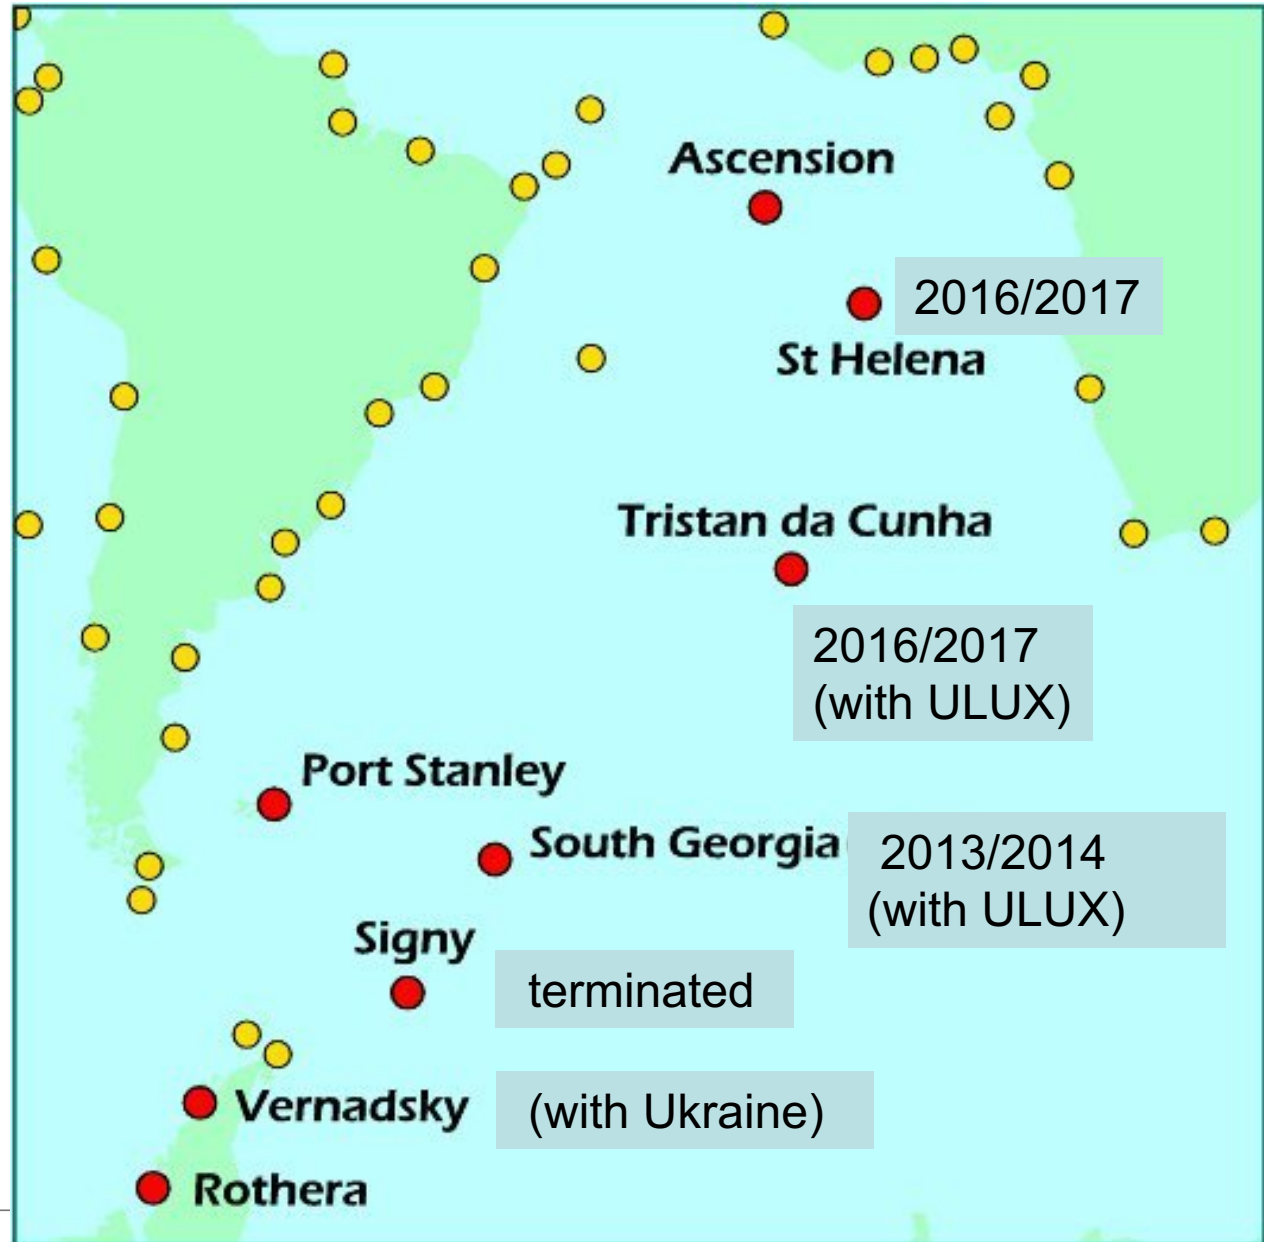 Ascension
2016/2017
St Helena
Tristan da Cunha
2016/2017
(with ULUX)
Port Stanley
South Georgia
2013/2014
(with ULUX)
Signy
terminated
Vernadsky
(with Ukraine)
Rothera